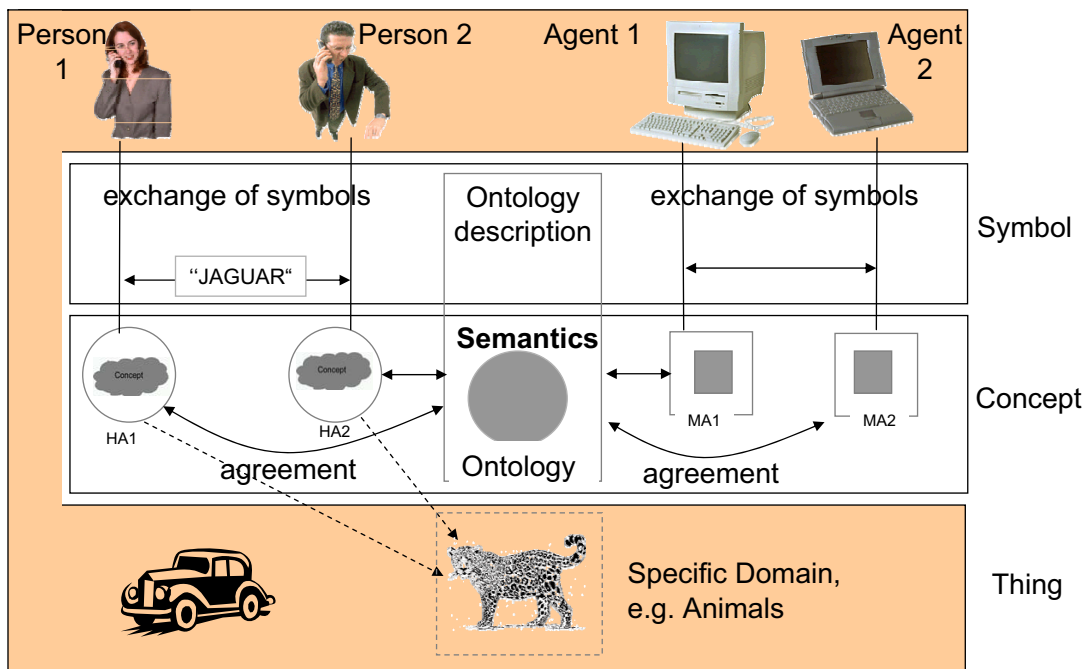 Person
1
Person 2
Agent 1
Agent
2
exchange of symbols
Ontology
description
exchange of symbols
Symbol
“JAGUAR“
Semantics
Concept
Concept
Concept
HA1
HA2
MA1
MA2
agreement
Ontology
agreement
Specific Domain,
e.g. Animals
Thing